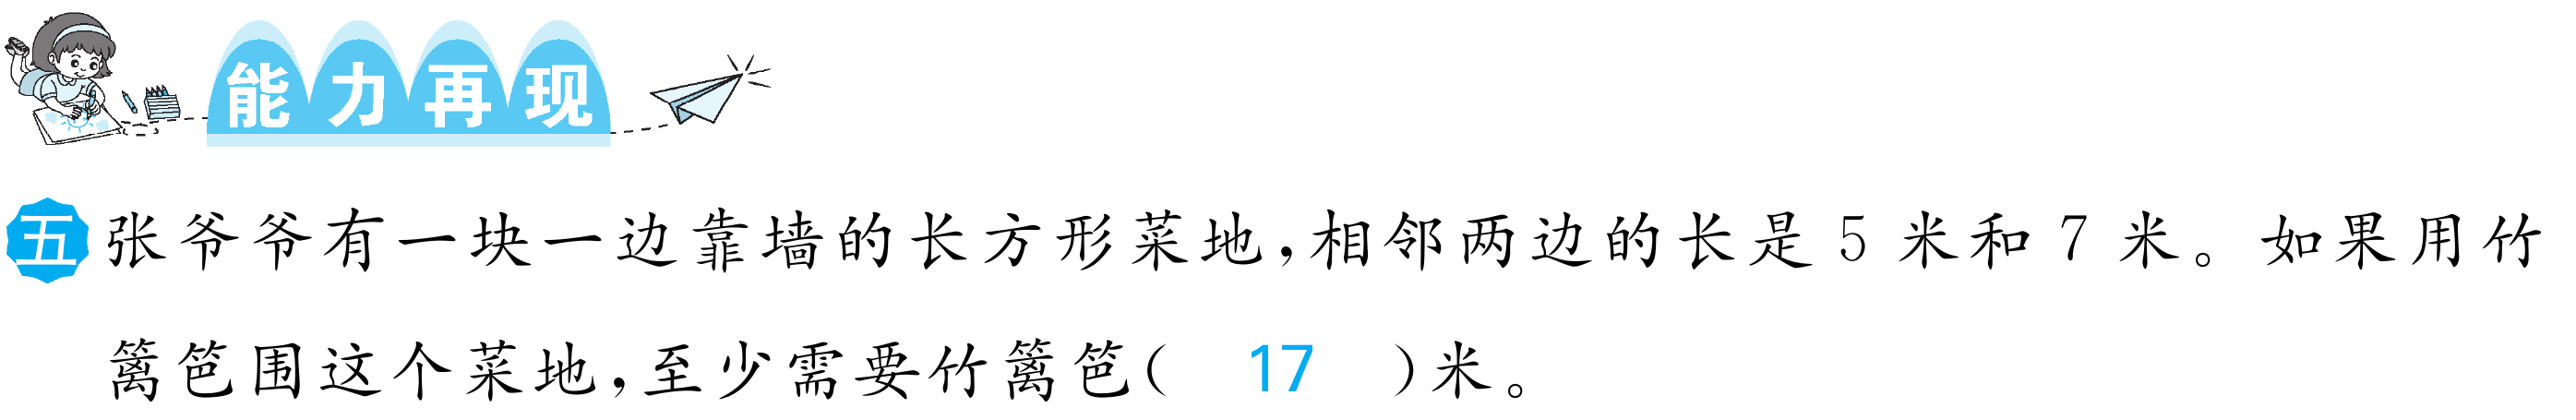 能力再现
五 张爷爷有一块一边靠墙的长方形菜地,相邻两边的长是 5 米和 7 米。如果用竹
篱笆围这个菜地,至少需要竹篱笆( 17 )米。